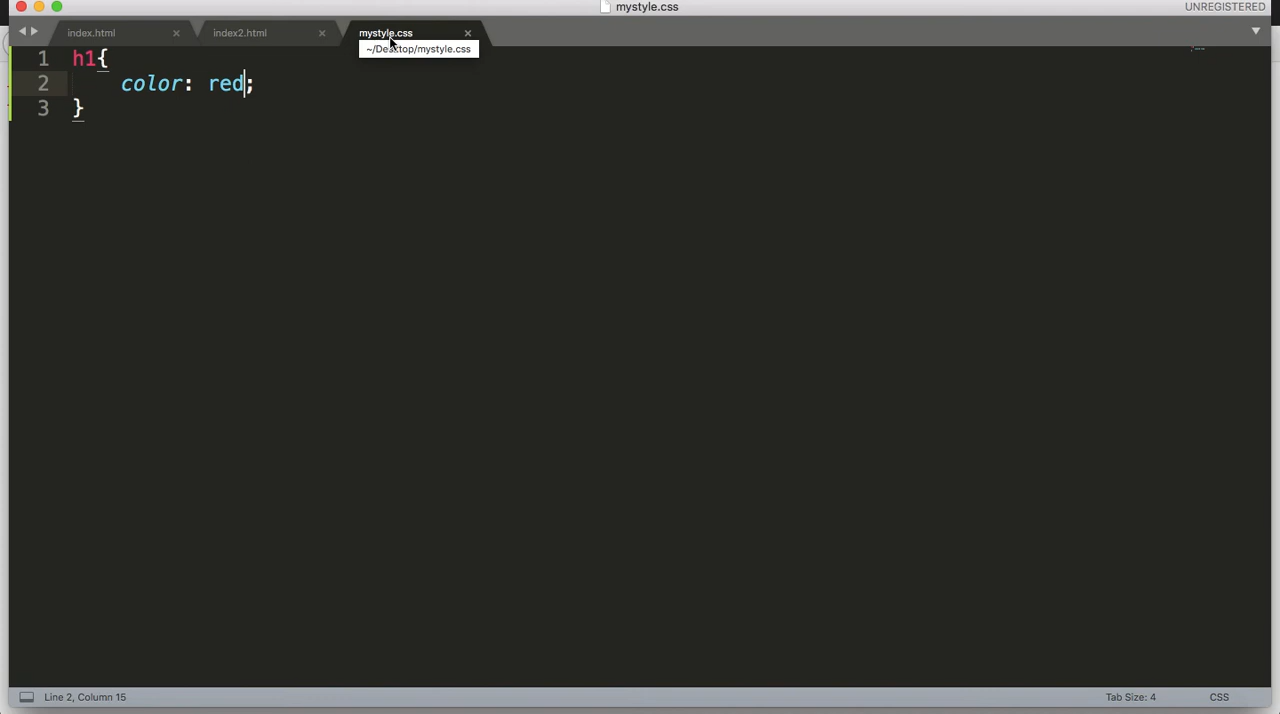 mystyle.css
UNREGISTERED
index.html × index2.html × mystyle.css ×
~/Desktop/mystyle.css
1 h1{
2 color: red;
3 }
Line 2, Column 15
Tab Size: 4
CSS